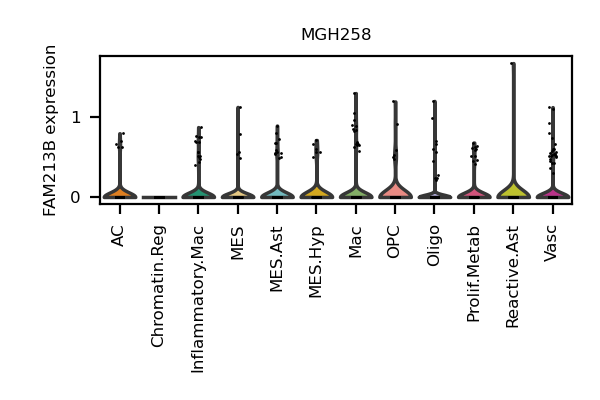 MGH258
FAM213B expression
1
0
AC
Chromatin.Reg
Inflammatory.Mac
MES
MES.Ast
MES.Hyp
Mac
OPC
Oligo
Prolif.Metab
Reactive.Ast
Vasc